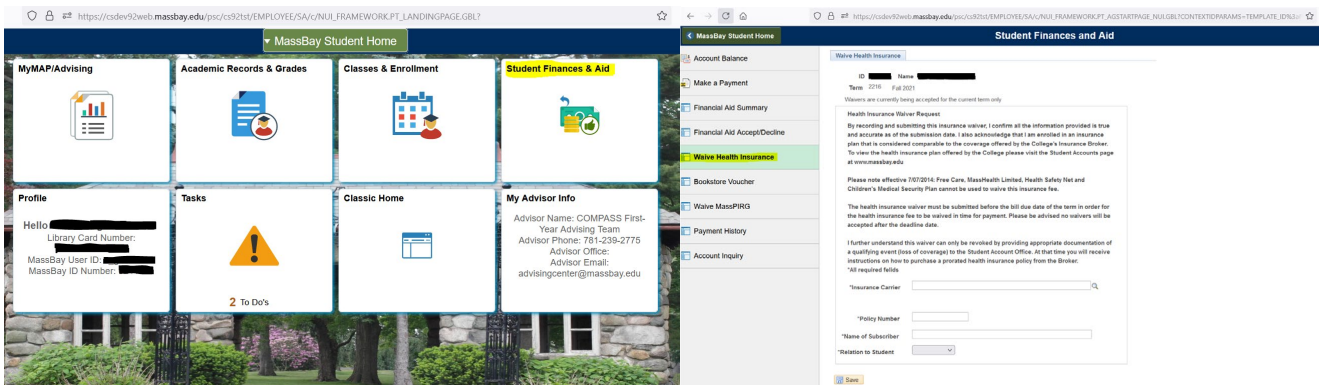 https://csdev92web.massbay.edu/psc/cs92tst/EMPLOYEE/SA/c/NUI_FRAMEWORK.PT_LANDINGPAGE.GBL?
MassBay Student Home
MyMAP/Advising
Academic Records & Grades
Classes & Enrollment
Student Finances & Aid
Profile
Hello
Library Card Number:
MassBay User ID:
MassBay ID Number:
Tasks
2 To Do's
Classic Home
My Advisor Info
Advisor Name: COMPASS First-
Year Advising Team
Advisor Phone: 781-239-2775
Advisor Office:
Advisor Email:
advisingcenter@massbay.edu
https://csdev92web.massbay.edu/psc/cs92tst/EMPLOYEE/SA/c/NUI_FRAMEWORK.PT_AGSTARTPAGE_NUI.GBL?CONTEXTIDPARAMS=TEMPLATE_ID%3a
MassBay Student Home
Student Finances and Aid
Account Balance
Make a Payment
Financial Aid Summary
Financial Aid Accept/Decline
Waive Health Insurance
Bookstore Voucher
Waive MassPIRG
Payment History
Account Inquiry
Waive Health Insurance
ID Name
Term 2216 Fall 2021
Waivers are currently being accepted for the current term only
Health Insurance Waiver Request
By recording and submitting this insurance waiver, I confirm all the information provided is true
and accurate as of the submission date. I also acknowledge that I am enrolled in an insurance
plan that is considered comparable to the coverage offered by the College's Insurance Broker.
To view the health insurance plan offered by the College please visit the Student Accounts page
at www.massbay.edu
Please note effective 7/07/2014: Free Care, MassHealth Limited, Health Safety Net and
Children's Medical Security Plan cannot be used to waive this insurance fee.
The health insurance waiver must be submitted before the bill due date of the term in order for
the health insurance fee to be waived in time for payment. Please be advised no waivers will be
accepted after the deadline date.
I further understand this waiver can only be revoked by providing appropriate documentation of
a qualifying event (loss of coverage) to the Student Account Office. At that time you will receive
instructions on how to purchase a prorated health insurance policy from the Broker.
*All required felids
*Insurance Carrier
*Policy Number
*Name of Subscriber
*Relation to Student
Save